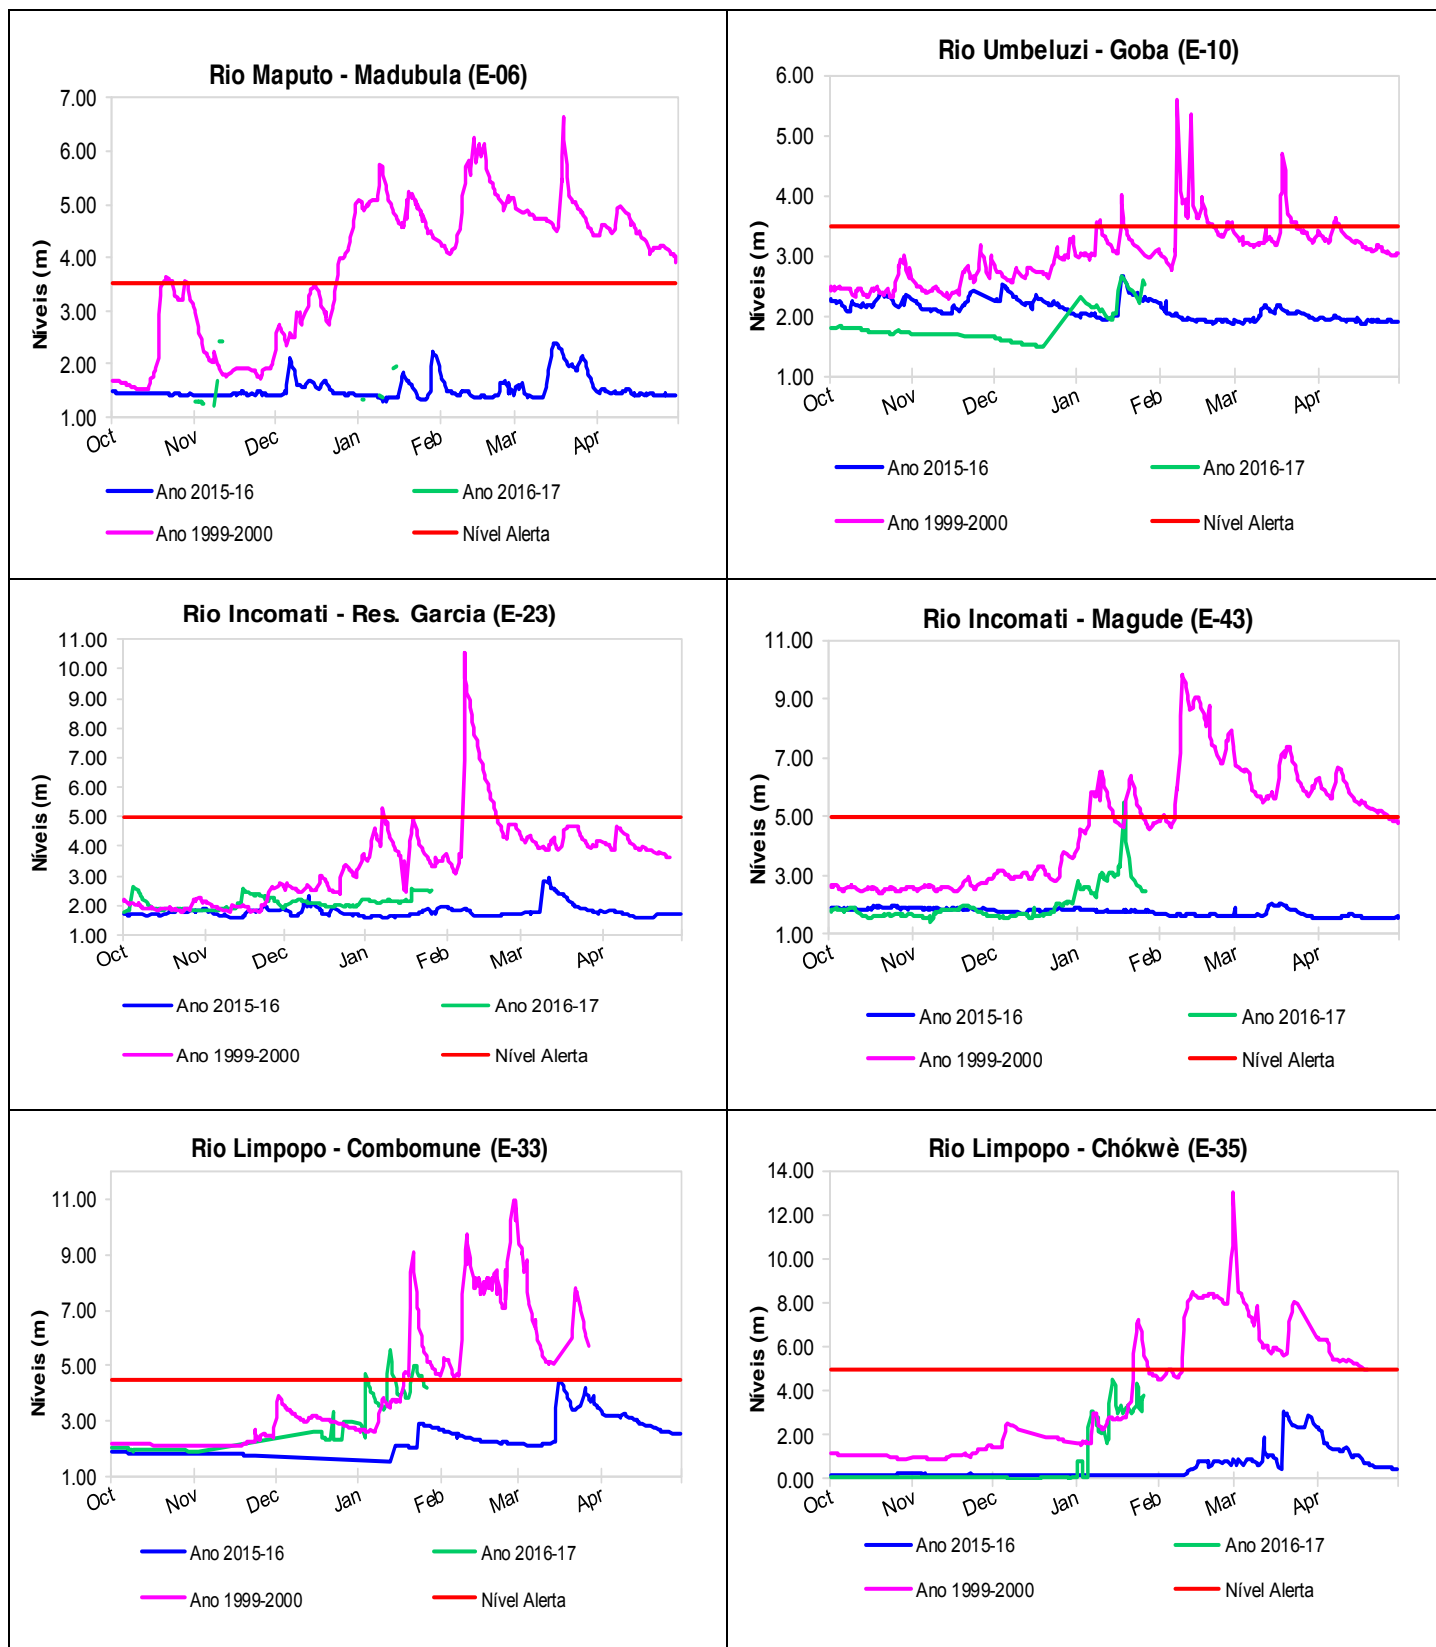 Rio Maputo - Madubula (E-06)
Níveis (m)
7.00
6.00
5.00
4.00
3.00
2.00
1.00
Oct Nov Dec Jan Feb Mar Apr
Ano 2015-16 Ano 2016-17
Ano 1999-2000 Nível Alerta
Rio Umbeluzi - Goba (E-10)
Níveis (m)
6.00
5.00
4.00
3.00
2.00
1.00
Oct Nov Dec Jan Feb Mar Apr
Ano 2015-16 Ano 2016-17
Ano 1999-2000 Nível Alerta
Rio Incomati - Res. Garcia (E-23)
Níveis (m)
11.00
10.00
9.00
8.00
7.00
6.00
5.00
4.00
3.00
2.00
1.00
Oct Nov Dec Jan Feb Mar Apr
Ano 2015-16 Ano 2016-17
Ano 1999-2000 Nível Alerta
Rio Incomati - Magude (E-43)
Níveis (m)
11.00
9.00
7.00
5.00
3.00
1.00
Oct Nov Dec Jan Feb Mar Apr
Ano 2015-16 Ano 2016-17
Ano 1999-2000 Nível Alerta
Rio Limpopo - Combomune (E-33)
Níveis (m)
11.00
9.00
7.00
5.00
3.00
1.00
Oct Nov Dec Jan Feb Mar Apr
Ano 2015-16 Ano 2016-17
Ano 1999-2000 Nível Alerta
Rio Limpopo - Chókwè (E-35)
Níveis (m)
14.00
12.00
10.00
8.00
6.00
4.00
2.00
0.00
Oct Nov Dec Jan Feb Mar Apr
Ano 2015-16 Ano 2016-17
Ano 1999-2000 Nível Alerta